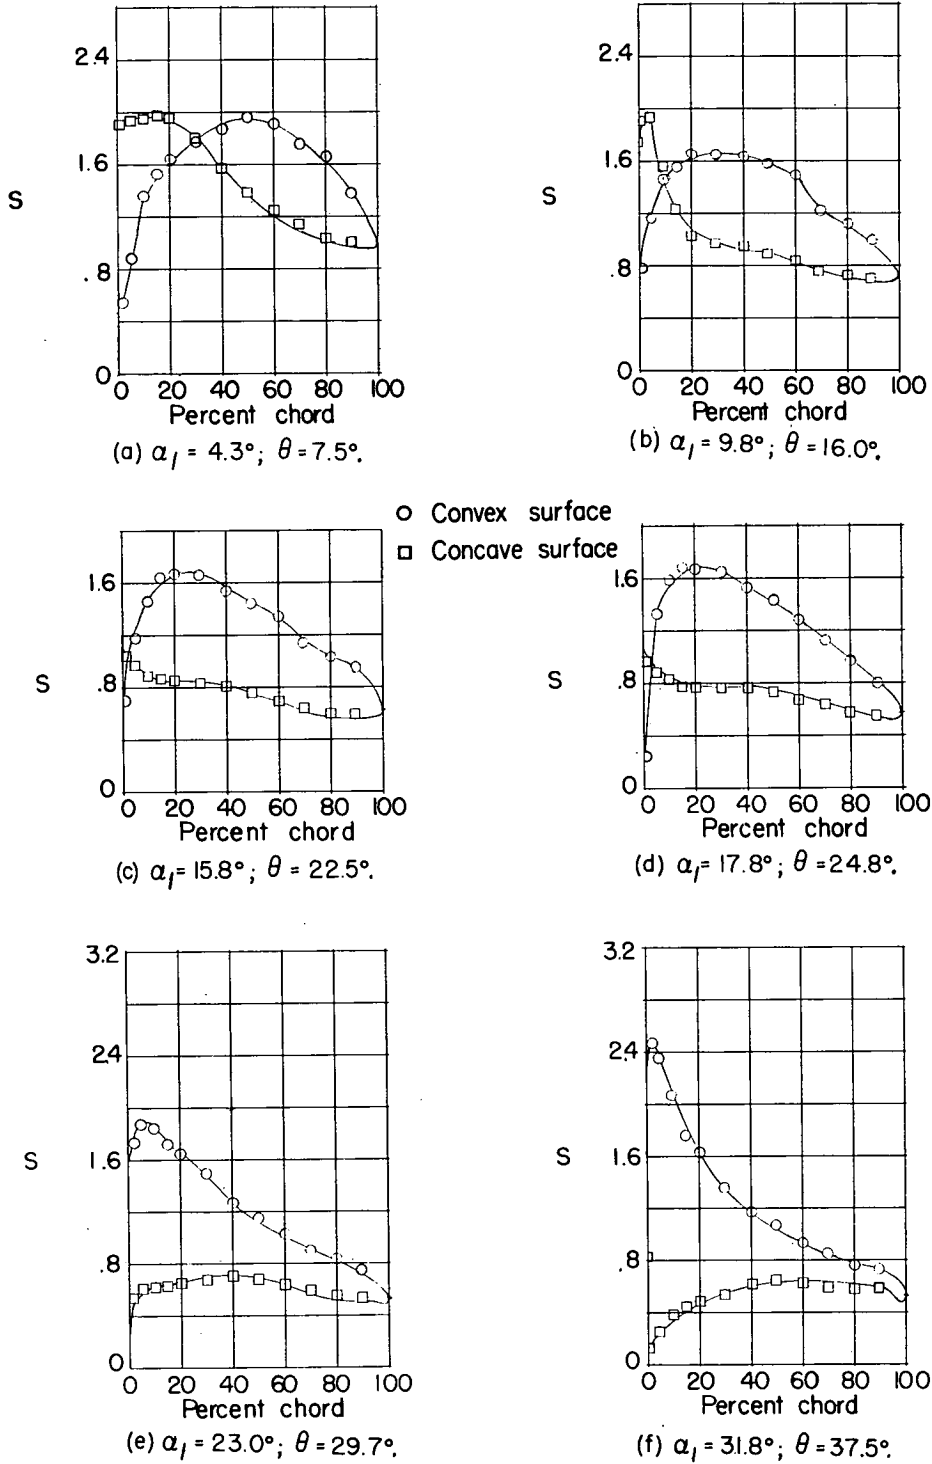 2.4
1.6
S
.8
0
0 20 40 60 80 100
Percent chord
(a) α₁ = 4.3°; θ = 7.5°.
2.4
1.6
S
.8
0
0 20 40 60 80 100
Percent chord
(b) α₁ = 9.8°; θ = 16.0°.
Convex surface
Concave surface
1.6
S
.8
0
0 20 40 60 80 100
Percent chord
(c) α₁ = 15.8°; θ = 22.5°.
1.6
S
.8
0
0 20 40 60 80 100
Percent chord
(d) α₁ = 17.8°; θ = 24.8°.
3.2
2.4
S
1.6
.8
0
0 20 40 60 80 100
Percent chord
(e) α₁ = 23.0°; θ = 29.7°.
3.2
2.4
S
1.6
.8
0
0 20 40 60 80 100
Percent chord
(f) α₁ = 31.8°; θ = 37.5°.